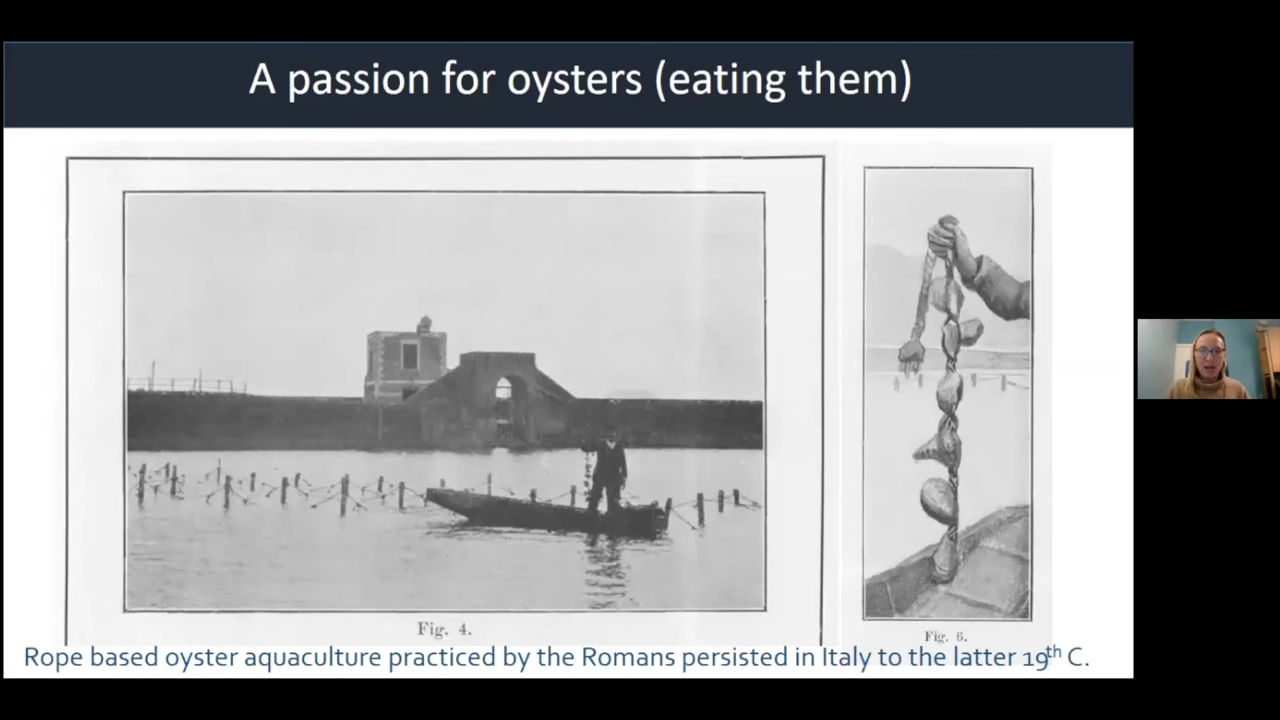 A passion for oysters (eating them)
Fig. 4.
Fig. 6.
Rope based oyster aquaculture practiced by the Romans persisted in Italy to the latter 19th C.